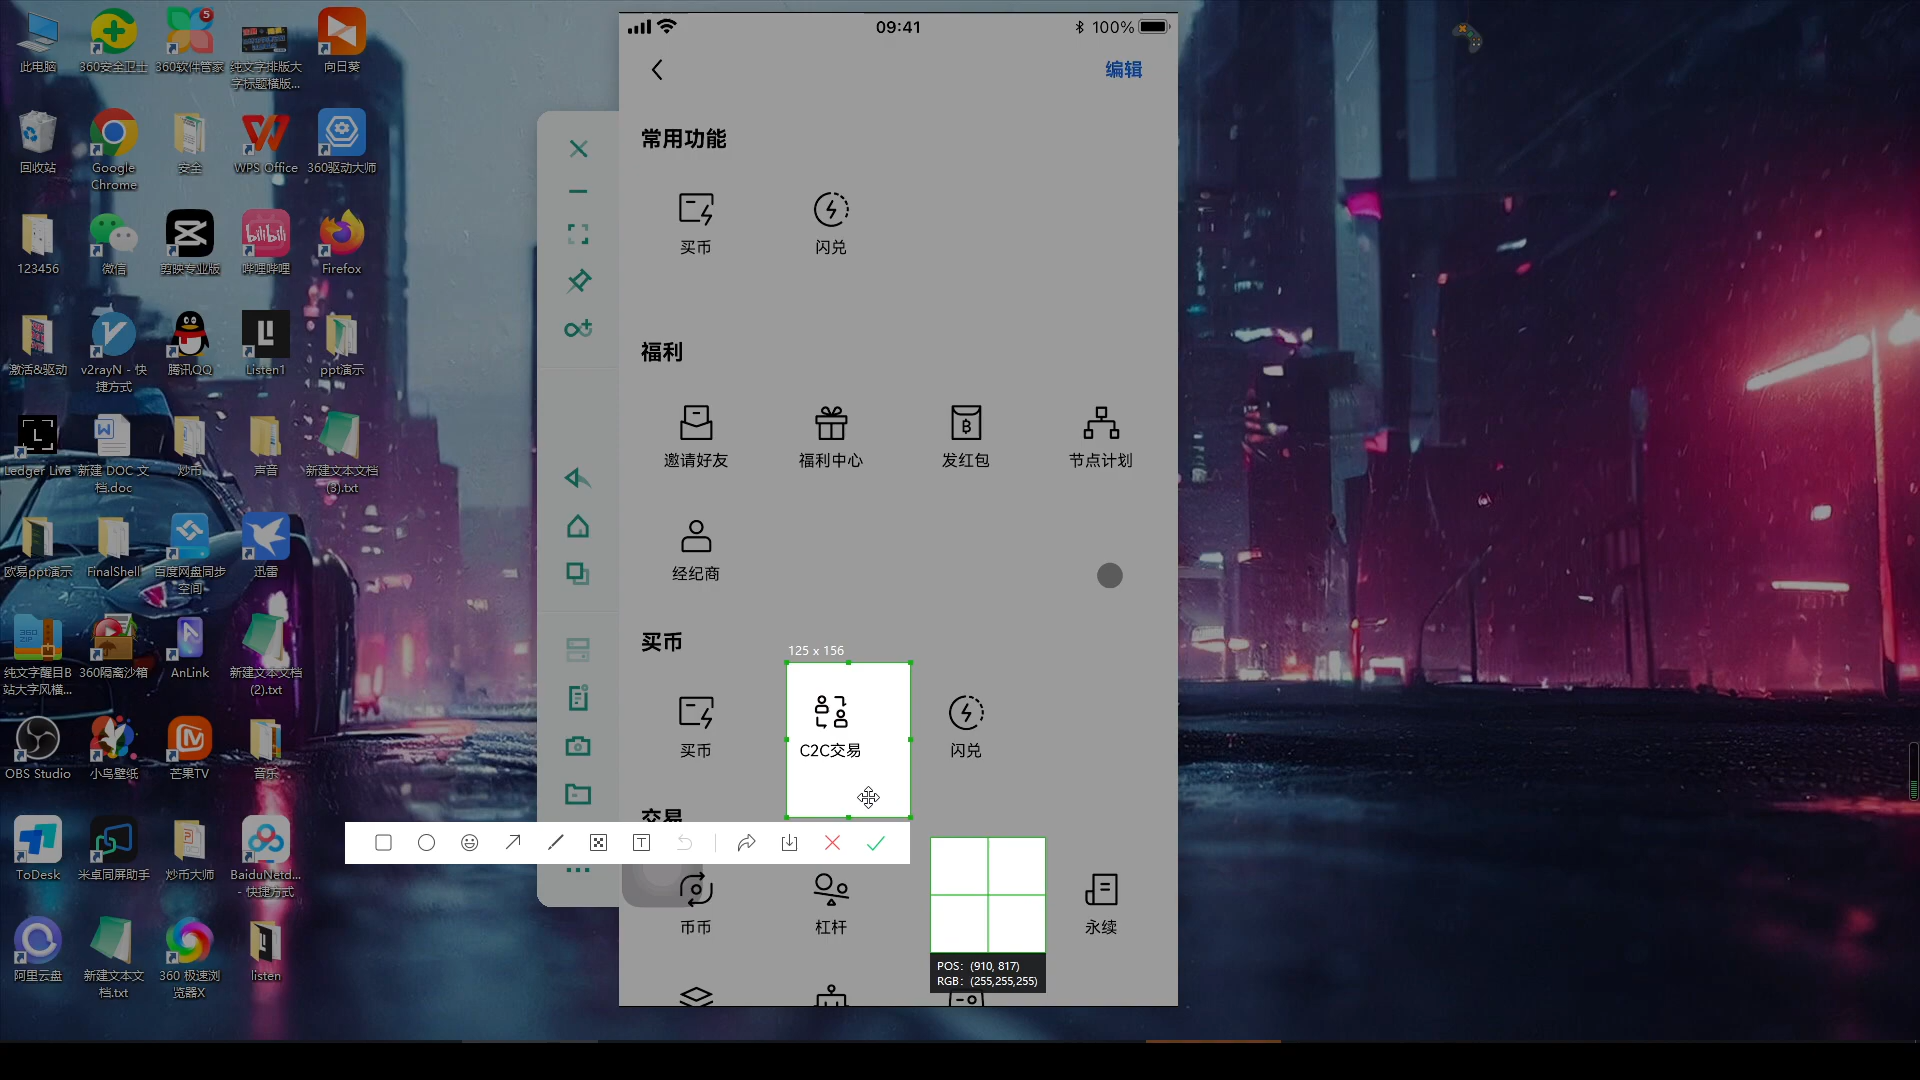 此电脑
360安全卫士
5
360软件管家
纯文字排版大
字标题横版...
向日葵
回收站
Google
Chrome
安全
WPS Office
360驱动大师
123456
微信
剪映专业版
bilibili
哔哩哔哩
Firefox
激活&驱动
v2rayN - 快
捷方式
腾讯QQ
Listen1
ppt演示
Ledger Live
新建 DOC 文
档.doc
炒币
声音
新建文本文档
(3).txt
欧易ppt演示
FinalShell
百度网盘同步
空间
迅雷
360
ZIP
纯文字醒目B
站大字风横...
360隔离沙箱
AnLink
新建文本文档
(2).txt
OBS Studio
小鸟壁纸
芒果TV
音乐
ToDesk
米卓同屏助手
炒币大师
BaiduNetd...
- 快捷方式
阿里云盘
新建文本文
档.txt
360 极速浏
览器X
listen
09:41
100%
编辑
常用功能
买币
闪兑
福利
邀请好友
福利中心
发红包
节点计划
经纪商
买币
125 x 156
买币
C2C交易
闪兑
交易
币币
杠杆
永续
POS: (910, 817)
RGB: (255,255,255)